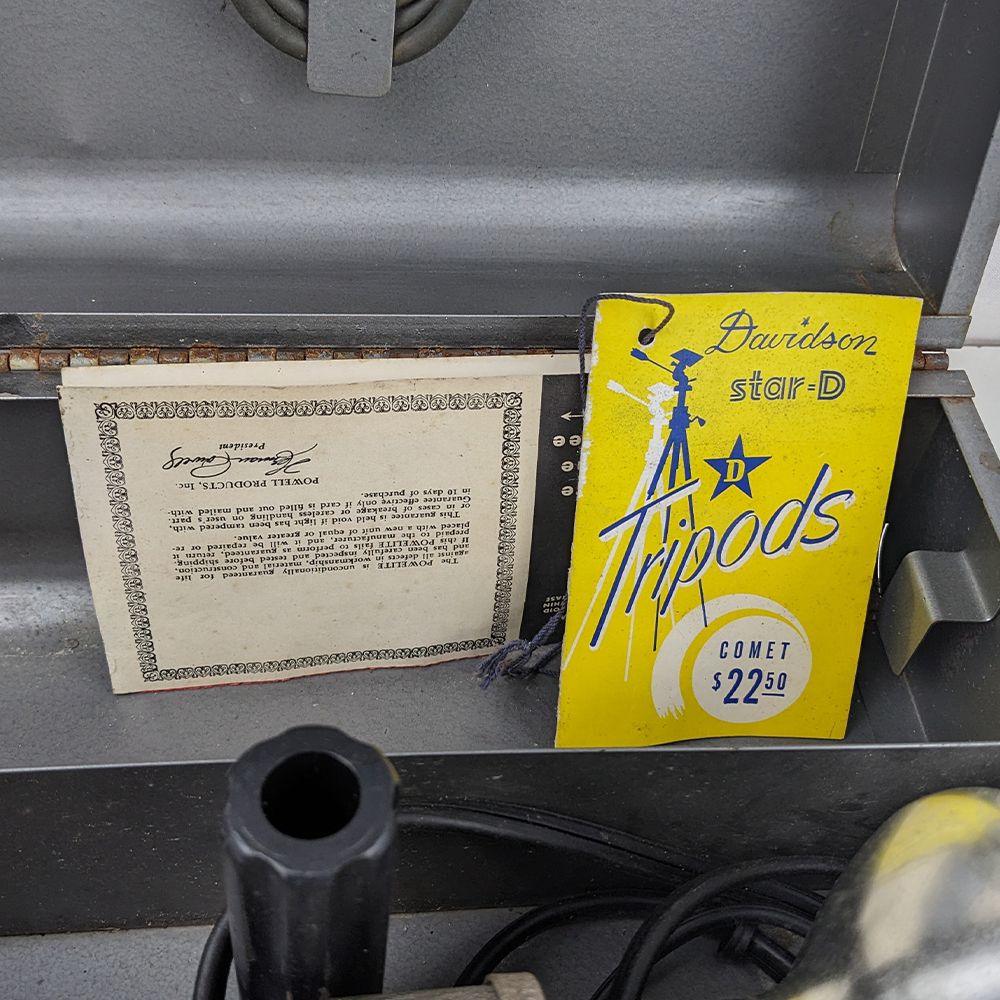 The POWELITE is unconditionally guaranteed for life
against all defects in workmanship, material and construction,
and has been carefully inspected and tested before shipping.
If this POWELITE fails to perform as guaranteed, return it
prepaid to the manufacturer, and it will be repaired or re-
placed with a new unit of equal or greater value.
This guarantee is held void if it has been tampered with,
or in cases of breakage or careless handling on user's part.
Guarantee effective only if card is filled out and mailed with-
in 10 days of purchase.
POWELL PRODUCTS, Inc.
President
Davidson
star-D
D
Tripods
COMET
$22 50